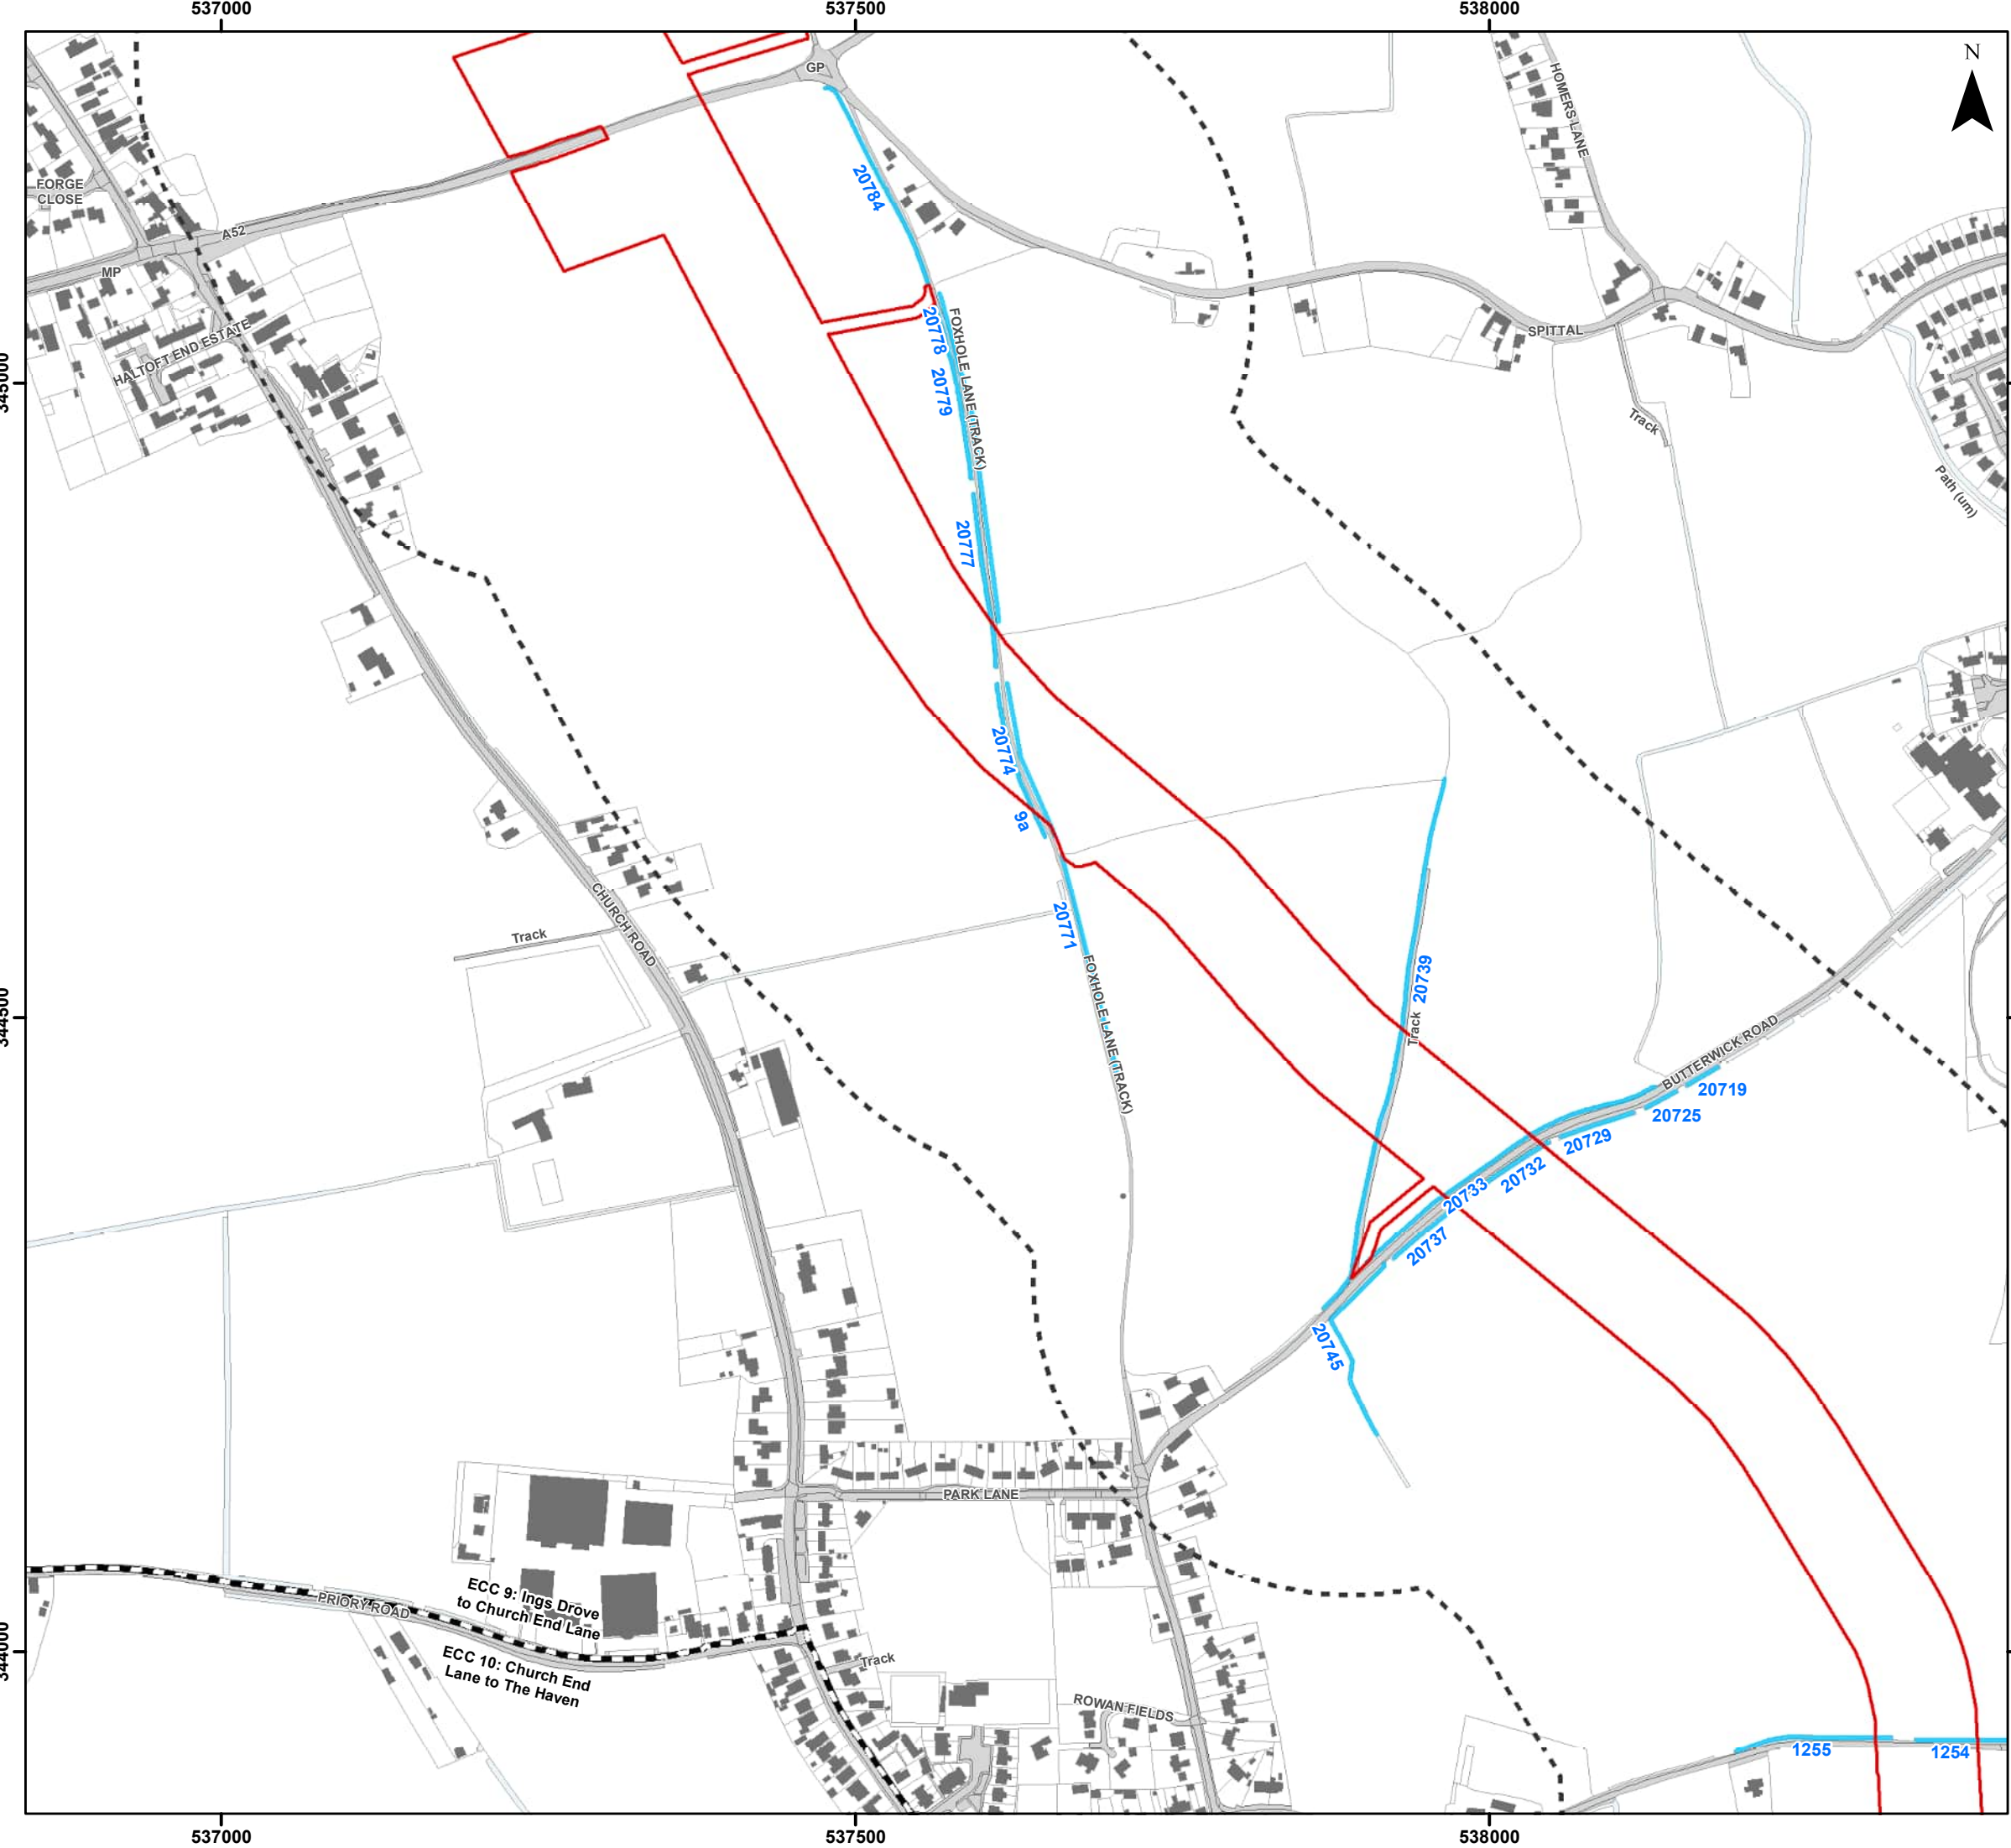 537000
537500
538000
N
GP
HOMERS LANE
20784
FORGE
CLOSE
A52
MP
HALTOFT END ESTATE
FOXHOLE LANE (TRACK)
20778
20779
SPITTAL
Track
345000
Path (um)
20777
20774
9a
CHURCH ROAD
Track
20771
FOXHOLE LANE (TRACK)
20739
Track
344500
BUTTERWICK ROAD
20719
20725
20729
20732
20733
20737
20745
PARK LANE
ECC 9: Ings Drove
to Church End Lane
PRIORY ROAD
ECC 10: Church End
Lane to The Haven
Track
344000
ROWAN FIELDS
1255
1254
537000
537500
538000